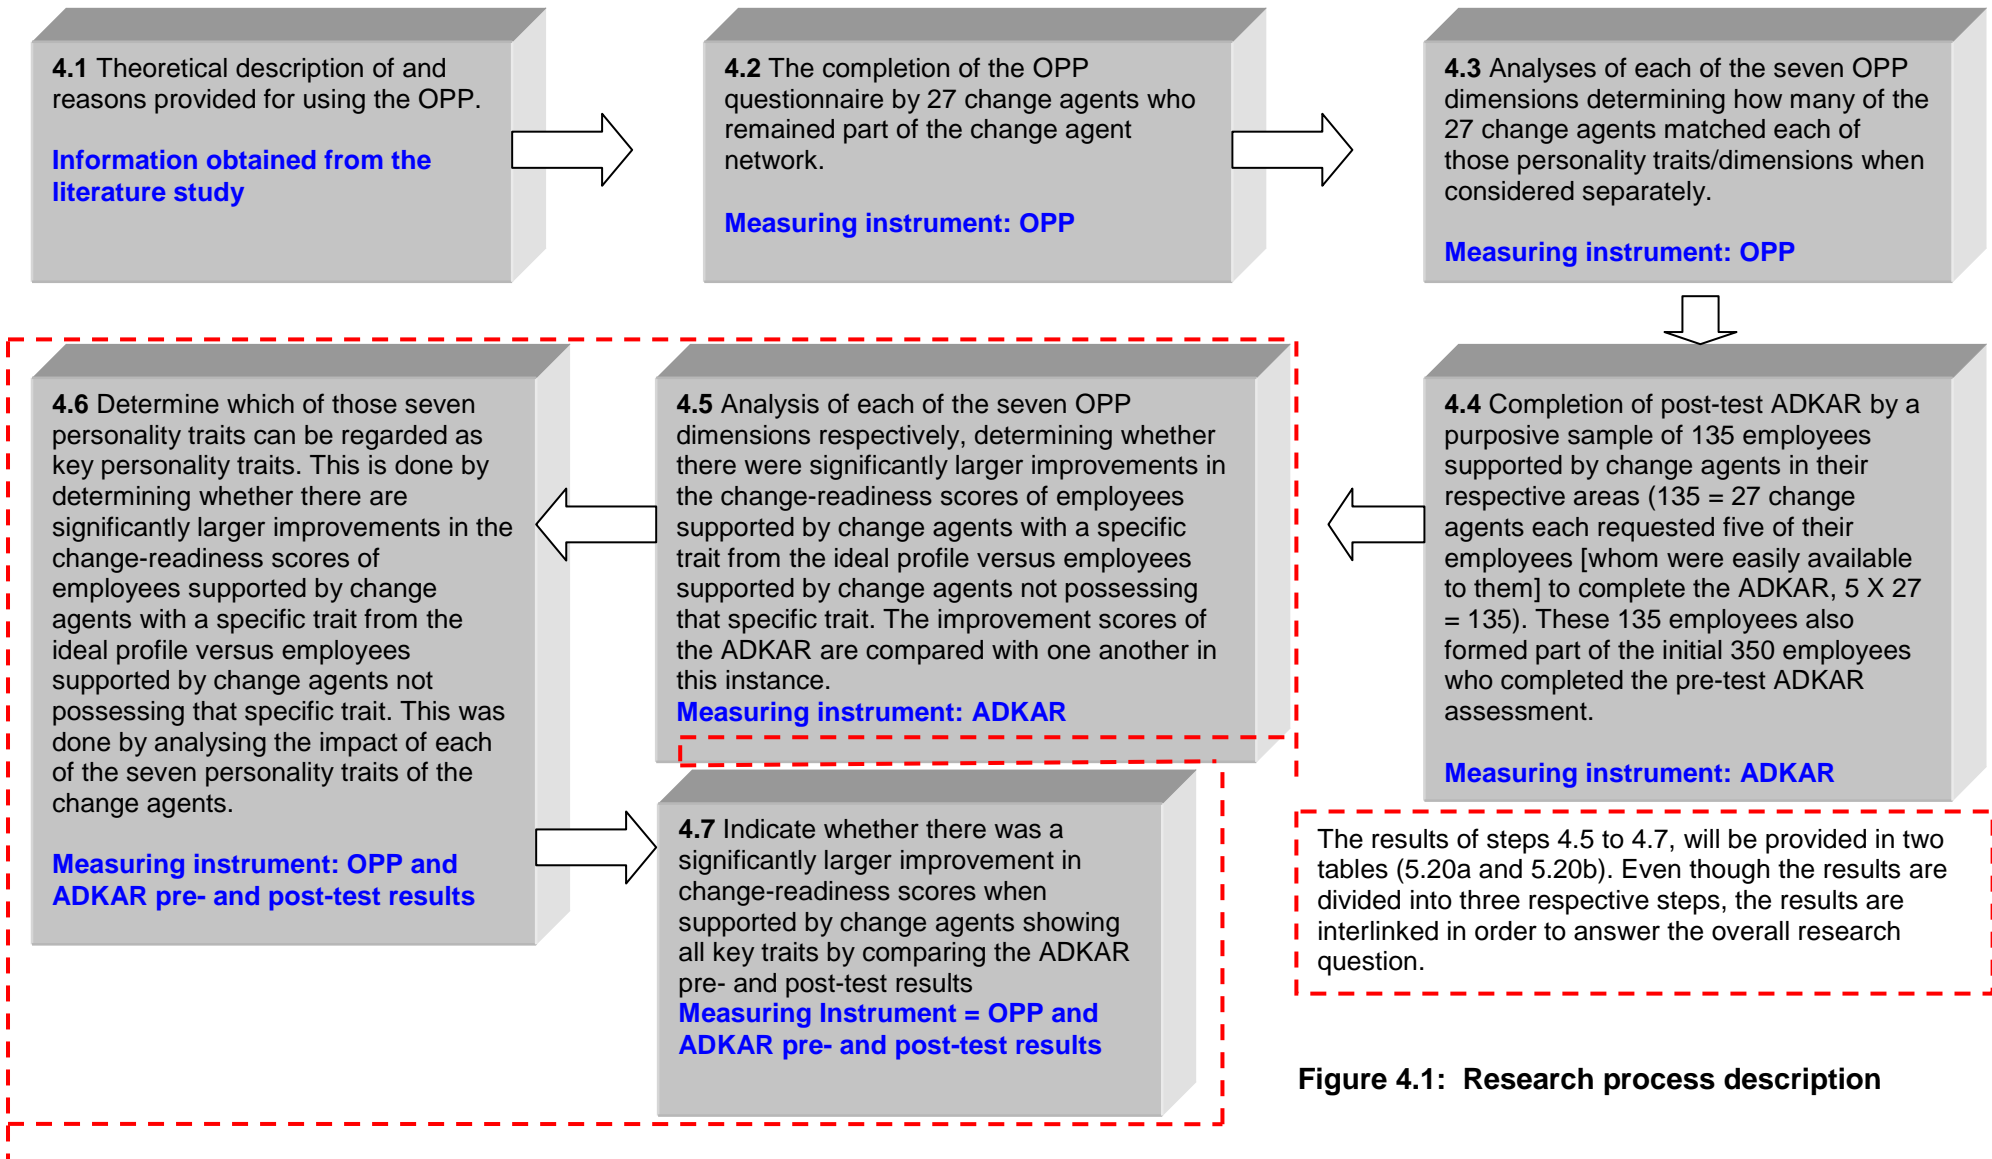 4.1 Theoretical description of and
reasons provided for using the OPP.
Information obtained from the
literature study
4.2 The completion of the OPP
questionnaire by 27 change agents who
remained part of the change agent
network.
Measuring instrument: OPP
4.3 Analyses of each of the seven OPP
dimensions determining how many of the
27 change agents matched each of
those personality traits/dimensions when
considered separately.
Measuring instrument: OPP
4.4 Completion of post-test ADKAR by a
purposive sample of 135 employees
supported by change agents in their
respective areas (135 = 27 change
agents each requested five of their
employees [whom were easily available
to them] to complete the ADKAR, 5 X 27
= 135). These 135 employees also
formed part of the initial 350 employees
who completed the pre-test ADKAR
assessment.
Measuring instrument: ADKAR
4.5 Analysis of each of the seven OPP
dimensions respectively, determining whether
there were significantly larger improvements in
the change-readiness scores of employees
supported by change agents with a specific
trait from the ideal profile versus employees
supported by change agents not possessing
that specific trait. The improvement scores of
the ADKAR are compared with one another in
this instance.
Measuring instrument: ADKAR
4.6 Determine which of those seven
personality traits can be regarded as
key personality traits. This is done by
determining whether there are
significantly larger improvements in the
change-readiness scores of
employees supported by change
agents with a specific trait from the
ideal profile versus employees
supported by change agents not
possessing that specific trait. This was
done by analysing the impact of each
of the seven personality traits of the
change agents.
Measuring instrument: OPP and
ADKAR pre- and post-test results
4.7 Indicate whether there was a
significantly larger improvement in
change-readiness scores when
supported by change agents showing
all key traits by comparing the ADKAR
pre- and post-test results
Measuring Instrument = OPP and
ADKAR pre- and post-test results
The results of steps 4.5 to 4.7, will be provided in two
tables (5.20a and 5.20b). Even though the results are
divided into three respective steps, the results are
interlinked in order to answer the overall research
question.
Figure 4.1: Research process description